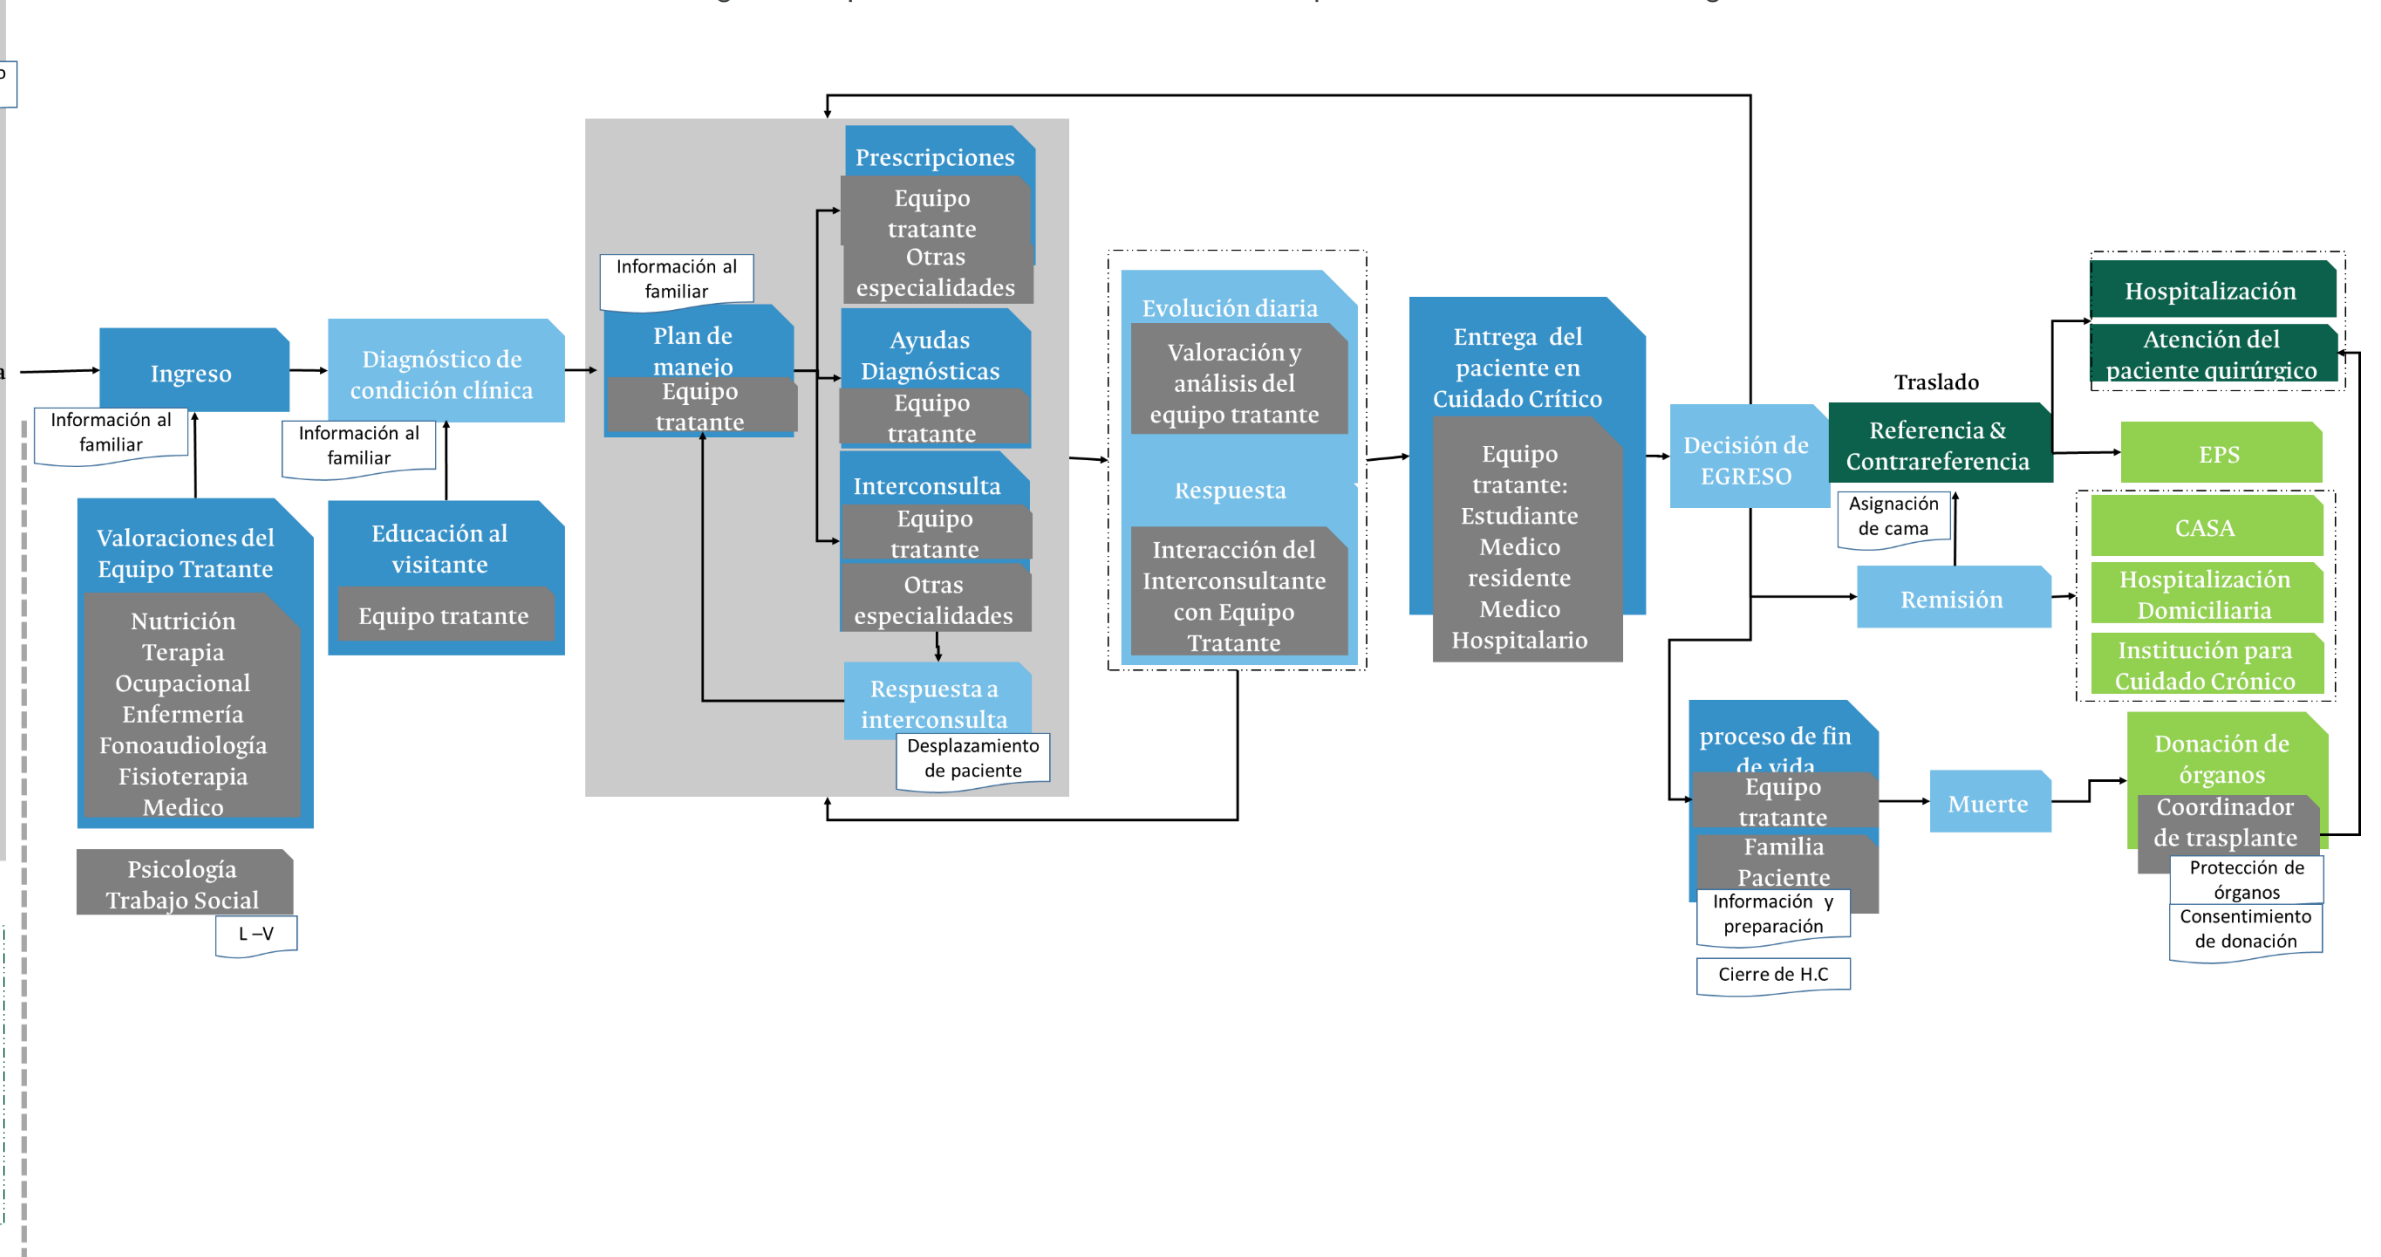 Ingreso
Información al
familiar
Valoraciones del
Equipo Tratante
Nutrición
Terapia
Ocupacional
Enfermería
Fonoaudiología
Fisioterapia
Medico
Psicología
Trabajo Social
L –V
Diagnóstico de
condición clínica
Información al
familiar
Educación al
visitante
Equipo tratante
Información al
familiar
Plan de
manejo
Equipo
tratante
Prescripciones
Equipo
tratante
Otras
especialidades
Ayudas
Diagnósticas
Equipo
tratante
Interconsulta
Equipo
tratante
Otras
especialidades
Respuesta a
interconsulta
Desplazamiento
de paciente
Evolución diaria
Valoración y
análisis del
equipo tratante
Respuesta
Interacción del
Interconsultante
con Equipo
Tratante
Entrega del
paciente en
Cuidado Crítico
Equipo
tratante:
Estudiante
Medico
residente
Medico
Hospitalario
Decisión de
EGRESO
Traslado
Referencia &
Contrareferencia
Asignación
de cama
Remisión
Hospitalización
Atención del
paciente quirúrgico
EPS
CASA
Hospitalización
Domiciliaria
Institución para
Cuidado Crónico
proceso de fin
de vida
Equipo
tratante
Familia
Paciente
Información y
preparación
Cierre de H.C
Muerte
Donación de
órganos
Coordinador
de trasplante
Protección de
órganos
Consentimiento
de donación